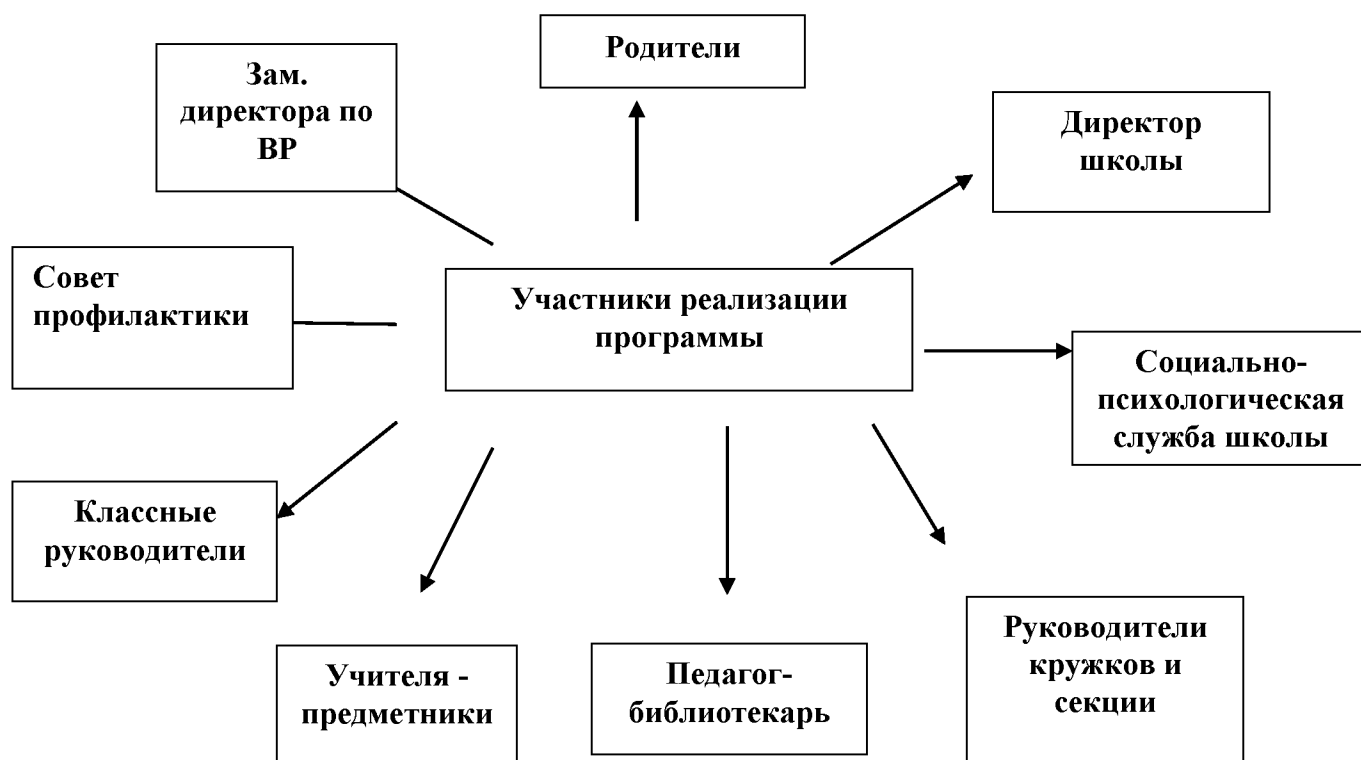 Родители
Зам.
директора по
ВР
Директор
школы
Совет
профилактики
Участники реализации
программы
Социально-
психологическая
служба школы
Классные
руководители
Учителя -
предметники
Педагог-
библиотекарь
Руководители
кружков и
секции